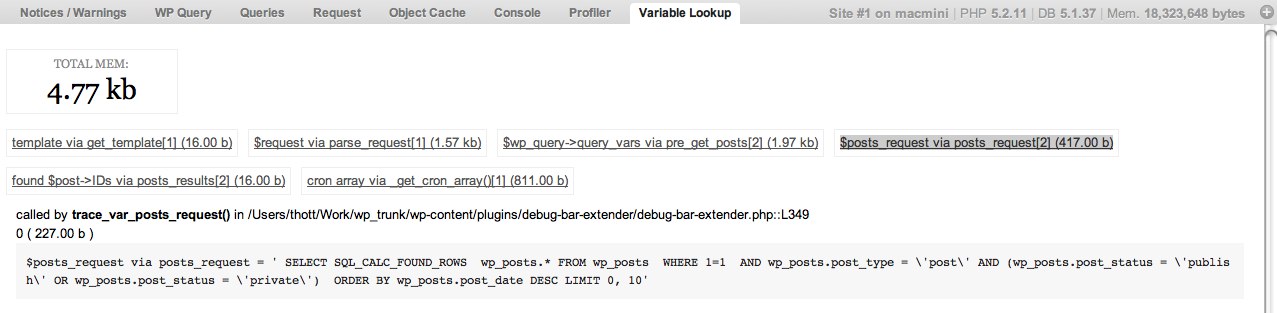 Notices / Warnings WP Query Queries Request Object Cache Console Profiler Variable Lookup Site #1 on macmini | PHP 5.2.11 | DB 5.1.37 | Mem. 18,323,648 bytes
TOTAL MEM:
4.77 kb
template via get_template[1] (16.00 b) $request via parse_request[1] (1.57 kb) $wp_query->query_vars via pre_get_posts[2] (1.97 kb) $posts_request via posts_request[2] (417.00 b)
found $post->IDs via posts_results[2] (16.00 b) cron array via _get_cron_array()[1] (811.00 b)
called by trace_var_posts_request() in /Users/thott/Work/wp_trunk/wp-content/plugins/debug-bar-extender/debug-bar-extender.php::L349
0 ( 227.00 b )
$posts_request via posts_request = ' SELECT SQL_CALC_FOUND_ROWS  wp_posts.* FROM wp_posts  WHERE 1=1  AND wp_posts.post_type = \'post\' AND (wp_posts.post_status = \'publis
h\' OR wp_posts.post_status = \'private\')  ORDER BY wp_posts.post_date DESC LIMIT 0, 10'